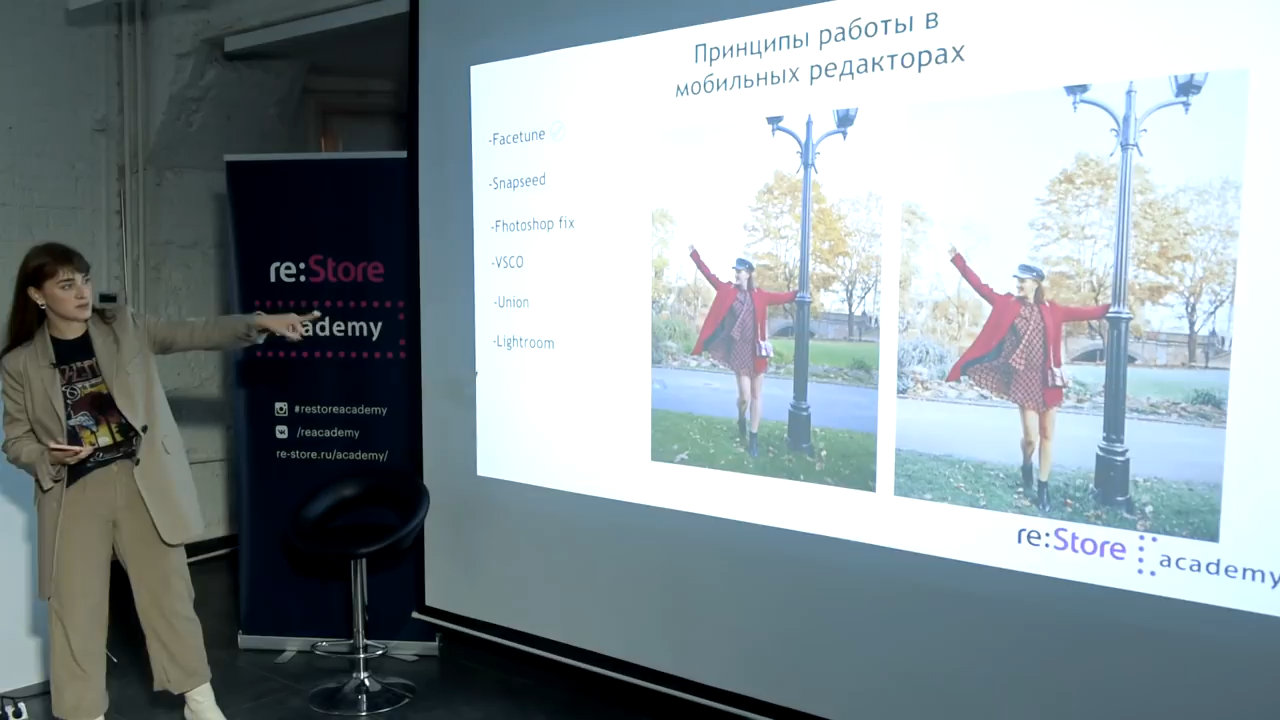 Принципы работы в
мобильных редакторах
-Facetune
-Snapseed
-Fhotoshop fix
-VSCO
-Union
-Lightroom
re:Store
academy
re:Store
academy
#restoreacademy
/reacademy
re-store.ru/academy/